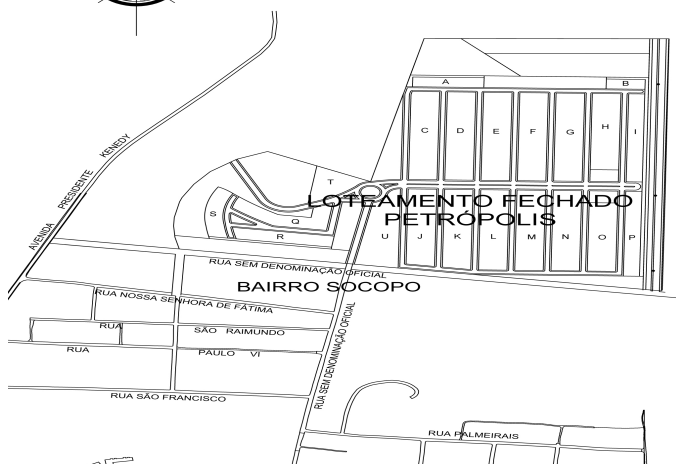 A
B
C
D
E
F
G
H
I
KENEDY
PRESIDENTE
AVENIDA
T
LOTEAMENTO FECHADO
PETRÓPOLIS
S
Q
R
U
J
K
L
M
N
O
P
RUA SEM DENOMINAÇÃO OFICIAL
BAIRRO SOCOPO
RUA NOSSA SENHORA DE FÁTIMA
RUA SÃO RAIMUNDO
RUA PAULO VI
RUA SEM DENOMINAÇÃO OFICIAL
RUA SÃO FRANCISCO
RUA PALMEIRAIS